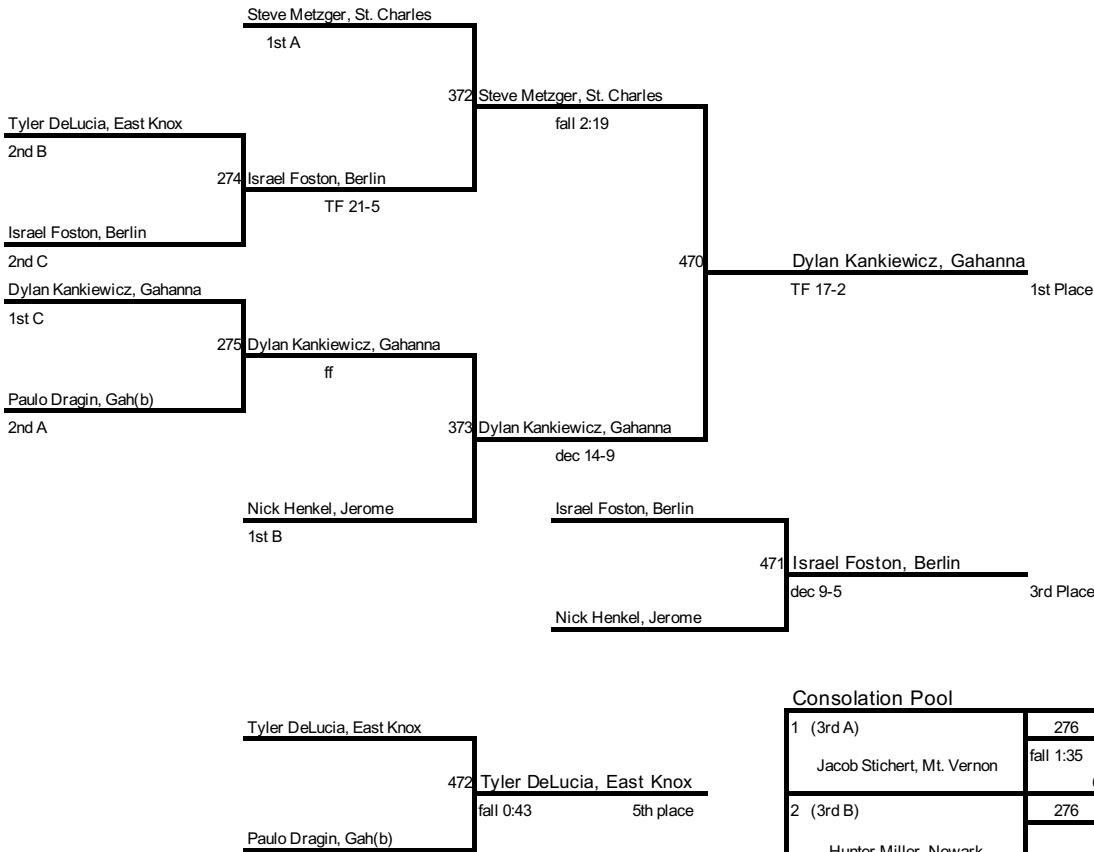 Steve Metzger, St. Charles
1st A
372 Steve Metzger, St. Charles
fall 2:19
Tyler DeLucia, East Knox
2nd B
274 Israel Foston, Berlin
TF 21-5
Israel Foston, Berlin
2nd C
470 Dylan Kankiewicz, Gahanna
TF 17-2
1st Place
Dylan Kankiewicz, Gahanna
1st C
275 Dylan Kankiewicz, Gahanna
ff
Paulo Dragin, Gah(b)
2nd A
373 Dylan Kankiewicz, Gahanna
dec 14-9
Nick Henkel, Jerome
1st B
Israel Foston, Berlin
471 Israel Foston, Berlin
dec 9-5
3rd Place
Nick Henkel, Jerome
Tyler DeLucia, East Knox
472 Tyler DeLucia, East Knox
fall 0:43
5th place
Paulo Dragin, Gah(b)
Consolation Pool
1 (3rd A)
276
Jacob Stichert, Mt. Vernon
fall 1:35
2 (3rd B)
276
Hunter Miller, Newark